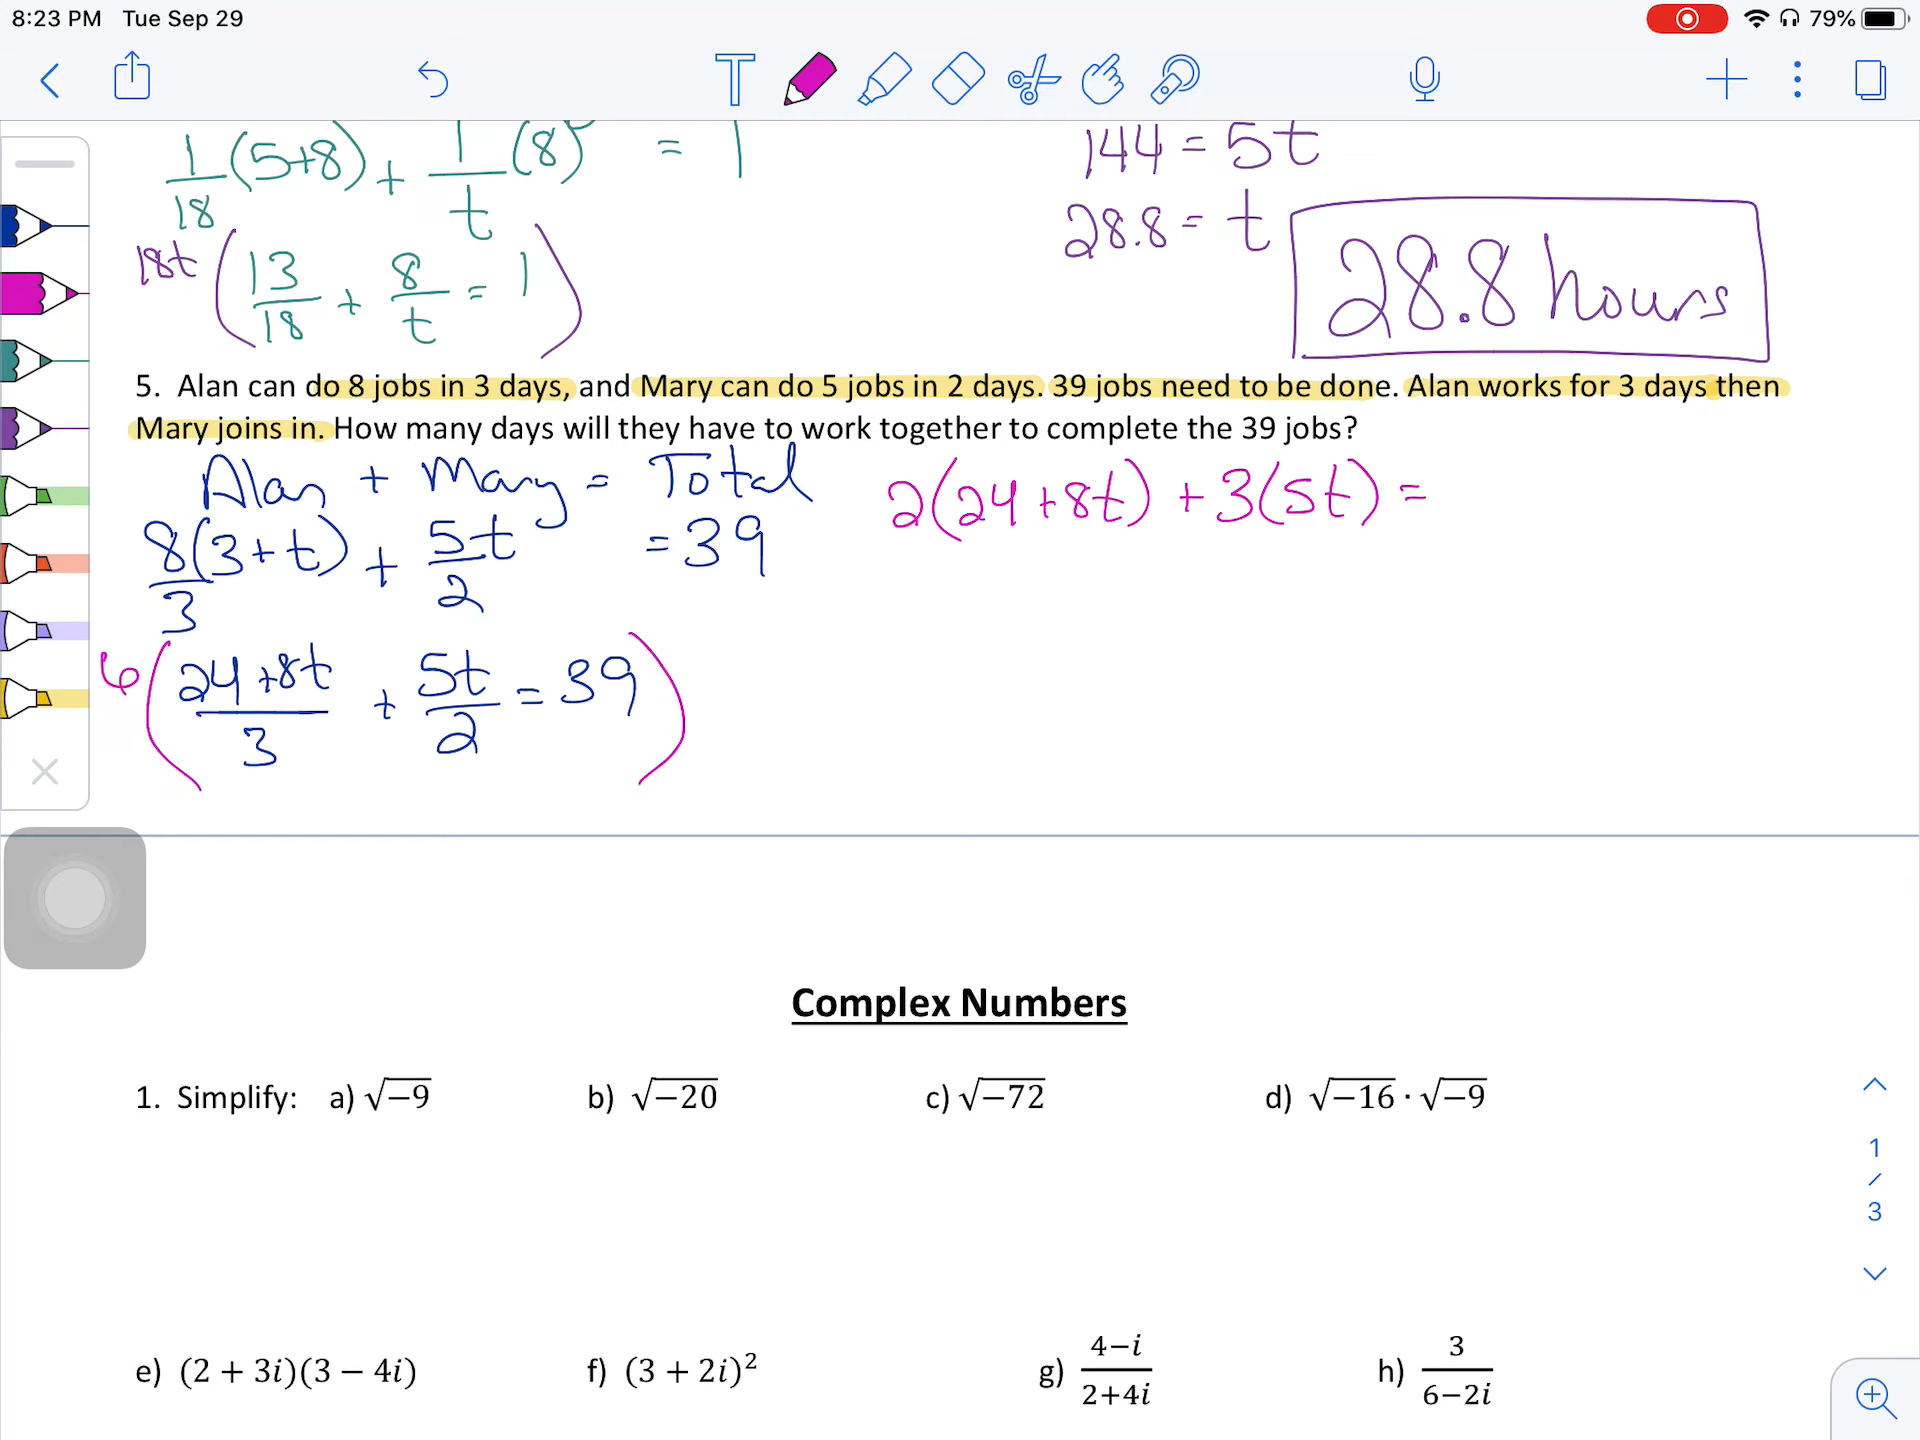 8:23 PM Tue Sep 29 79%
T
1/18 (5+8) + 1/t (8) = 1
144 = 5t
28.8 = t
28.8 hours
18t ( 13/18 + 8/t = 1 )
5. Alan can do 8 jobs in 3 days, and Mary can do 5 jobs in 2 days. 39 jobs need to be done. Alan works for 3 days then
Mary joins in. How many days will they have to work together to complete the 39 jobs?
Alan + Mary = Total
8/3 (3+t) + 5/2 t = 39
2(24+8t) + 3(5t) =
6 ( 24+8t/3 + 5t/2 = 39 )
Complex Numbers
1. Simplify: a) √−9 b) √−20 c) √−72 d) √−16 · √−9
1
/
3
e) (2 + 3i)(3 − 4i) f) (3 + 2i)² g) 4−i/2+4i h) 3/6−2i